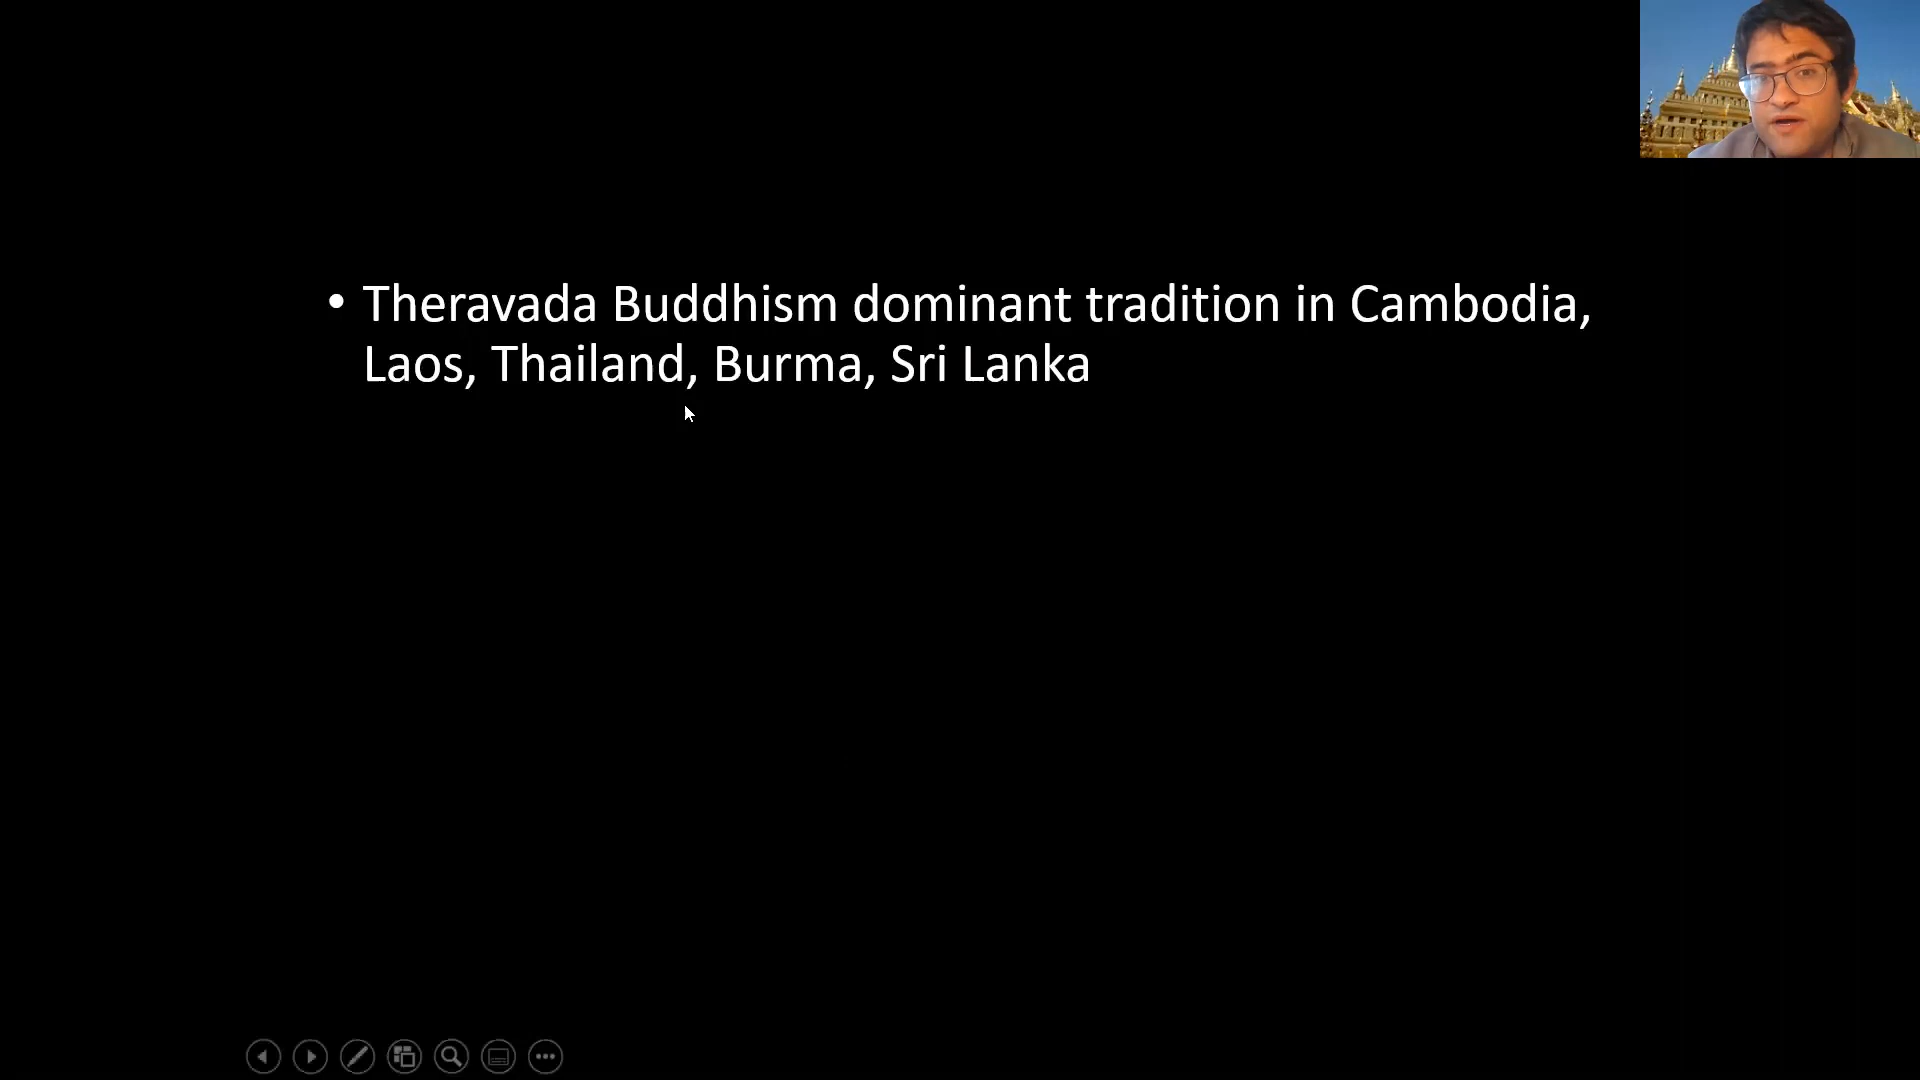 • Theravada Buddhism dominant tradition in Cambodia,
Laos, Thailand, Burma, Sri Lanka